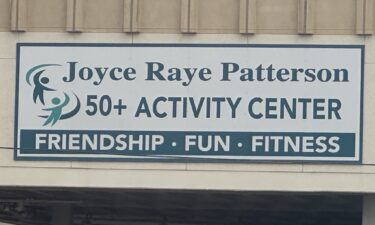 Joyce Raye Patterson
50+ ACTIVITY CENTER
FRIENDSHIP · FUN · FITNESS